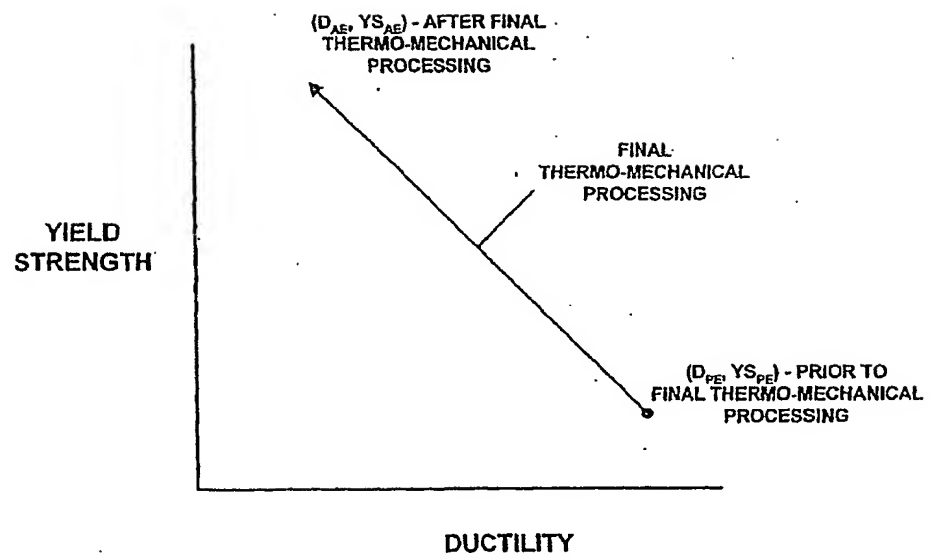 (D_AE, YS_AE) - AFTER FINAL
THERMO-MECHANICAL
PROCESSING
FINAL
THERMO-MECHANICAL
PROCESSING
YIELD
STRENGTH
(D_PE, YS_PE) - PRIOR TO
FINAL THERMO-MECHANICAL
PROCESSING
DUCTILITY